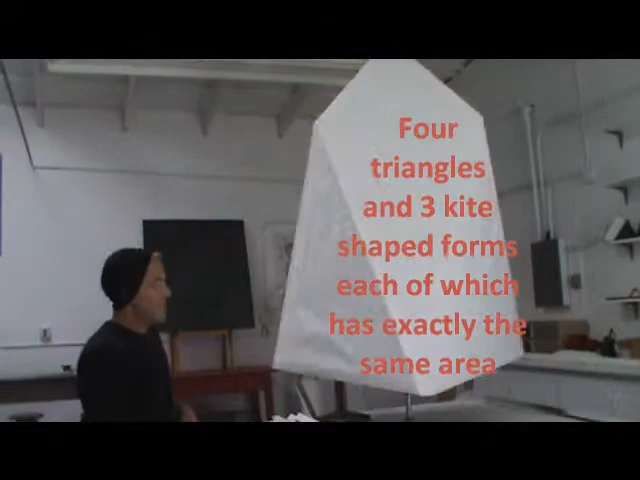 Four
triangles
and 3 kite
shaped forms
each of which
has exactly the
same area